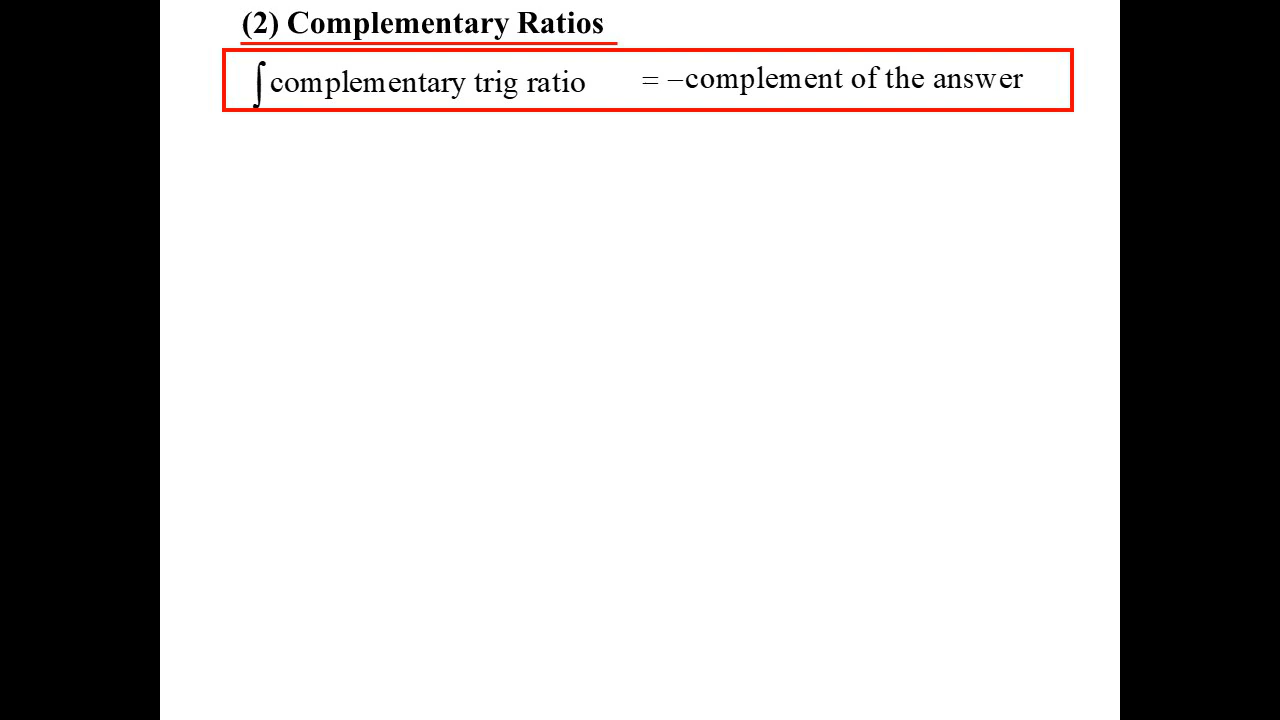 (2) Complementary Ratios
∫complementary trig ratio = −complement of the answer